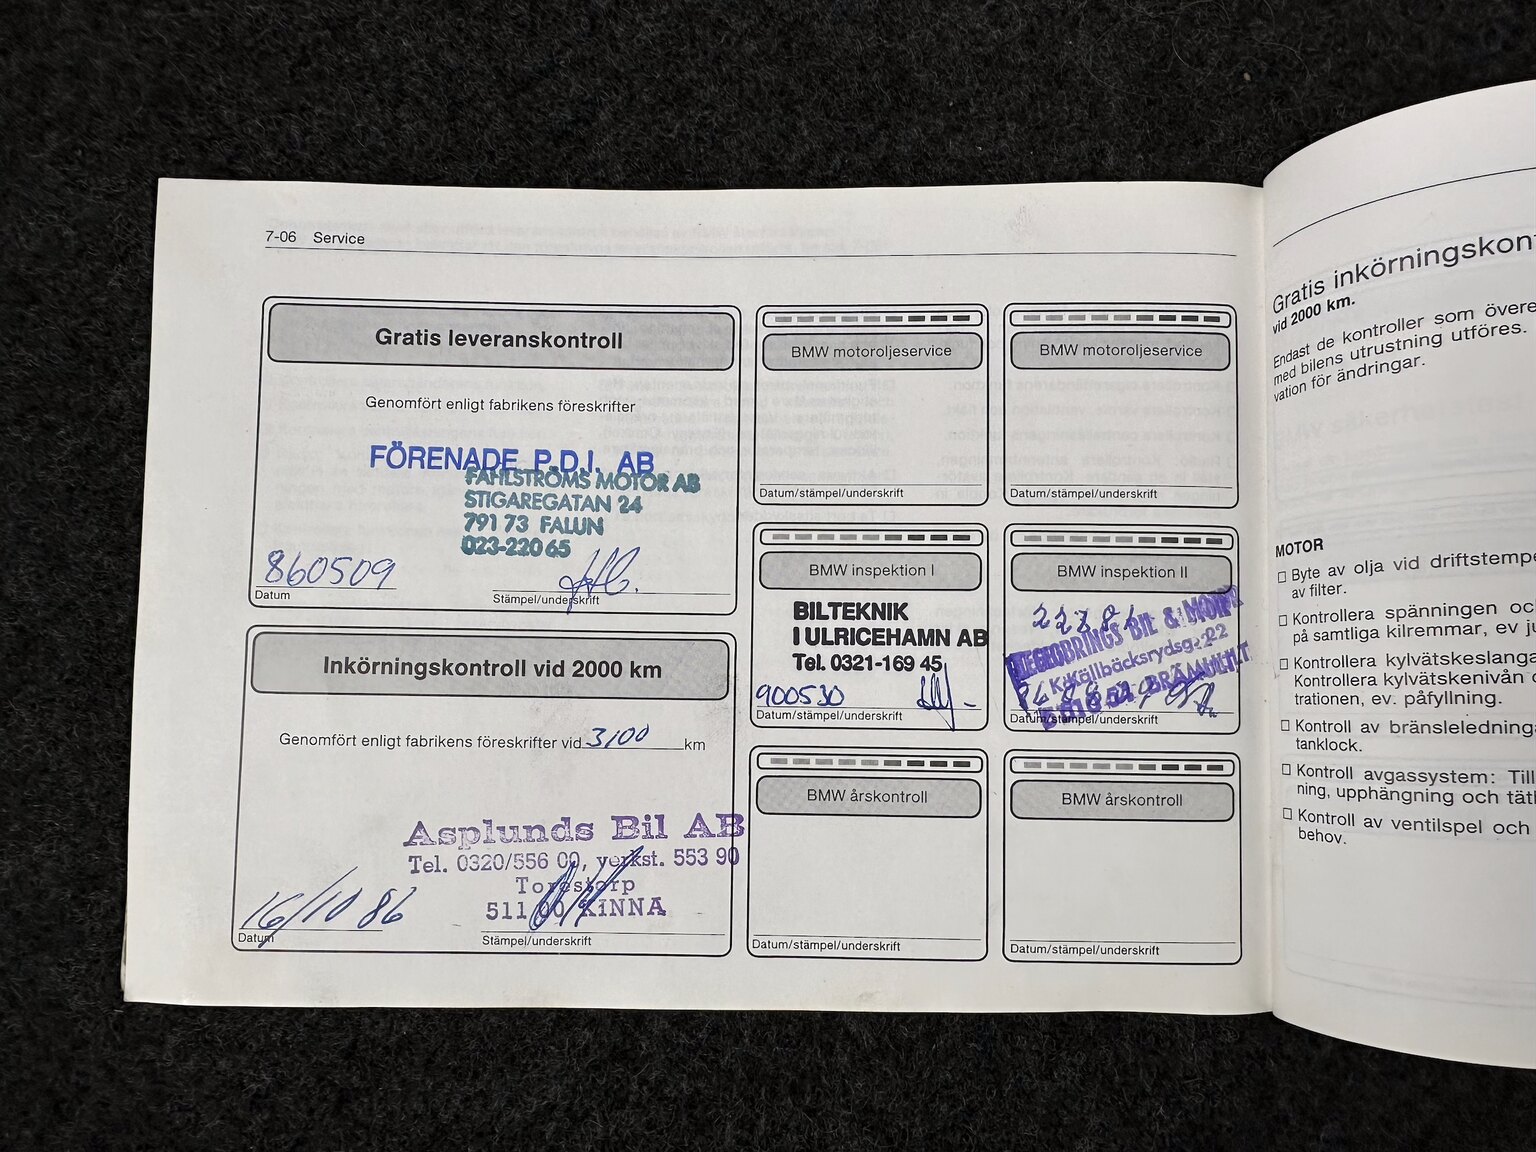 7-06 Service
Gratis leveranskontroll
Genomfört enligt fabrikens föreskrifter
FÖRENADE P.D.I. AB
FAHLSTRÖMS MOTOR AB
STIGAREGATAN 24
791 73 FALUN
023-220 65
860509
Datum
Stämpel/underskrift
Inkörningskontroll vid 2000 km
Genomfört enligt fabrikens föreskrifter vid 3100 km
Asplunds Bil AB
Tel. 0320/556 00, verkst. 553 90
Torestorp
511 00 KINNA
16/10 86
Datum
Stämpel/underskrift
BMW motoroljeservice
Datum/stämpel/underskrift
BMW motoroljeservice
Datum/stämpel/underskrift
BMW inspektion I
BILTEKNIK
I ULRICEHAMN AB
Tel. 0321-169 45
900530
Datum/stämpel/underskrift
BMW inspektion II
BIL & MOTOR
Källbäcksrydsg. 22
BRÄMHULT
Datum/stämpel/underskrift
BMW årskontroll
Datum/stämpel/underskrift
BMW årskontroll
Datum/stämpel/underskrift
Gratis inkörningskon
vid 2000 km.
Endast de kontroller som övere
med bilens utrustning utföres.
vation för ändringar.
MOTOR
☐ Byte av olja vid driftstempe
av filter.
☐ Kontrollera spänningen oc
på samtliga kilremmar, ev ju
☐ Kontrollera kylvätskeslanga
Kontrollera kylvätskenivån
trationen, ev. påfyllning.
☐ Kontroll av bränsleledninga
tanklock.
☐ Kontroll avgassystem: Till
ning, upphängning och tät
☐ Kontroll av ventilspel och
behov.